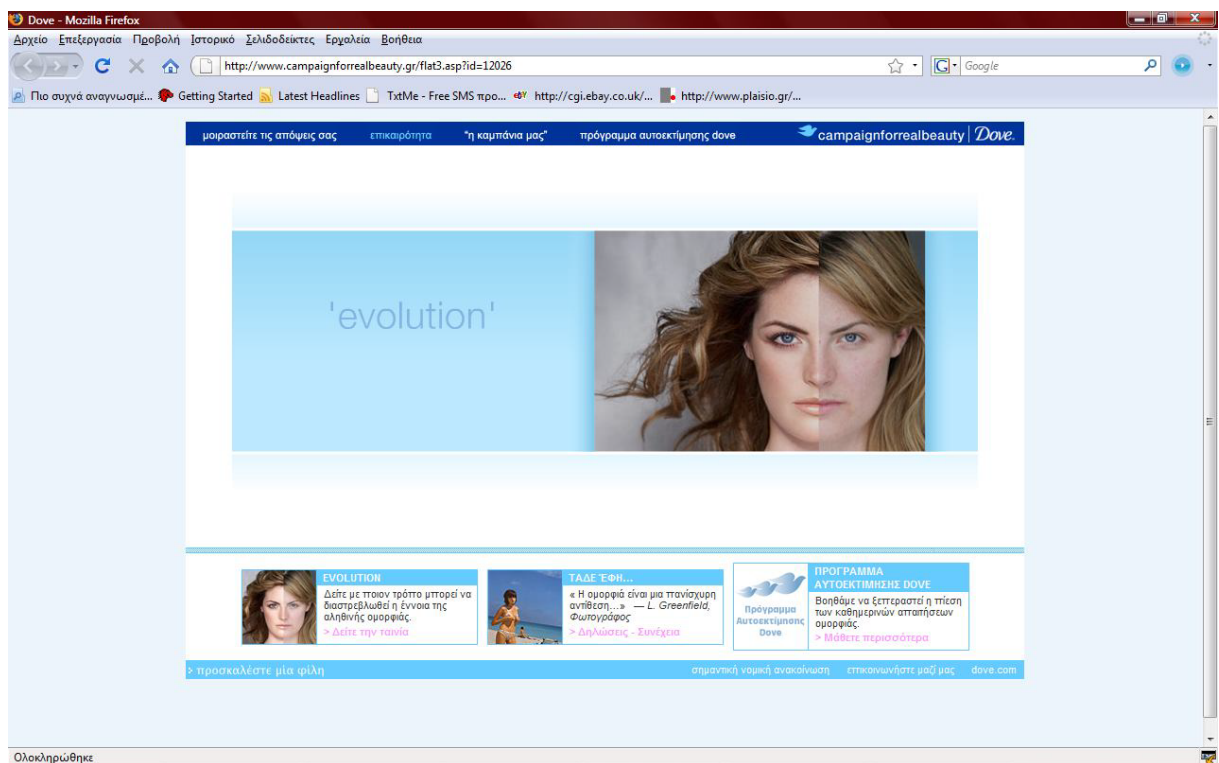 Dove - Mozilla Firefox
Αρχείο Επεξεργασία Προβολή Ιστορικό Σελιδοδείκτες Εργαλεία Βοήθεια
http://www.campaignforrealbeauty.gr/flat3.asp?id=12026
G Google
Πιο συχνά αναγνωσμέ... Getting Started Latest Headlines TxtMe - Free SMS προ... http://cgi.ebay.co.uk/... http://www.plaisio.gr/...
μοιραστείτε τις απόψεις σας επικαιρότητα "η καμπάνια μας" πρόγραμμα αυτοεκτίμησης dove campaignforrealbeauty | Dove.
'evolution'
EVOLUTION
Δείτε με ποιον τρόπο μπορεί να
διαστρεβλωθεί η έννοια της
αληθινής ομορφιάς.
> Δείτε την ταινία
ΤΑΔΕ ΈΦΗ...
« Η ομορφιά είναι μια πανίσχυρη
αντίθεση...» — L. Greenfield,
Φωτογράφος
> Δηλώσεις - Συνέχεια
Πρόγραμμα
Αυτοεκτίμησης
Dove
ΠΡΟΓΡΑΜΜΑ
ΑΥΤΟΕΚΤΙΜΗΣΗΣ DOVE
Βοηθάμε να ξεπεραστεί η πίεση
των καθημερινών απαιτήσεων
ομορφιάς.
> Μάθετε περισσότερα
> προσκαλέστε μία φίλη
σημαντική νομική ανακοίνωση επικοινωνήστε μαζί μας dove.com
Ολοκληρώθηκε